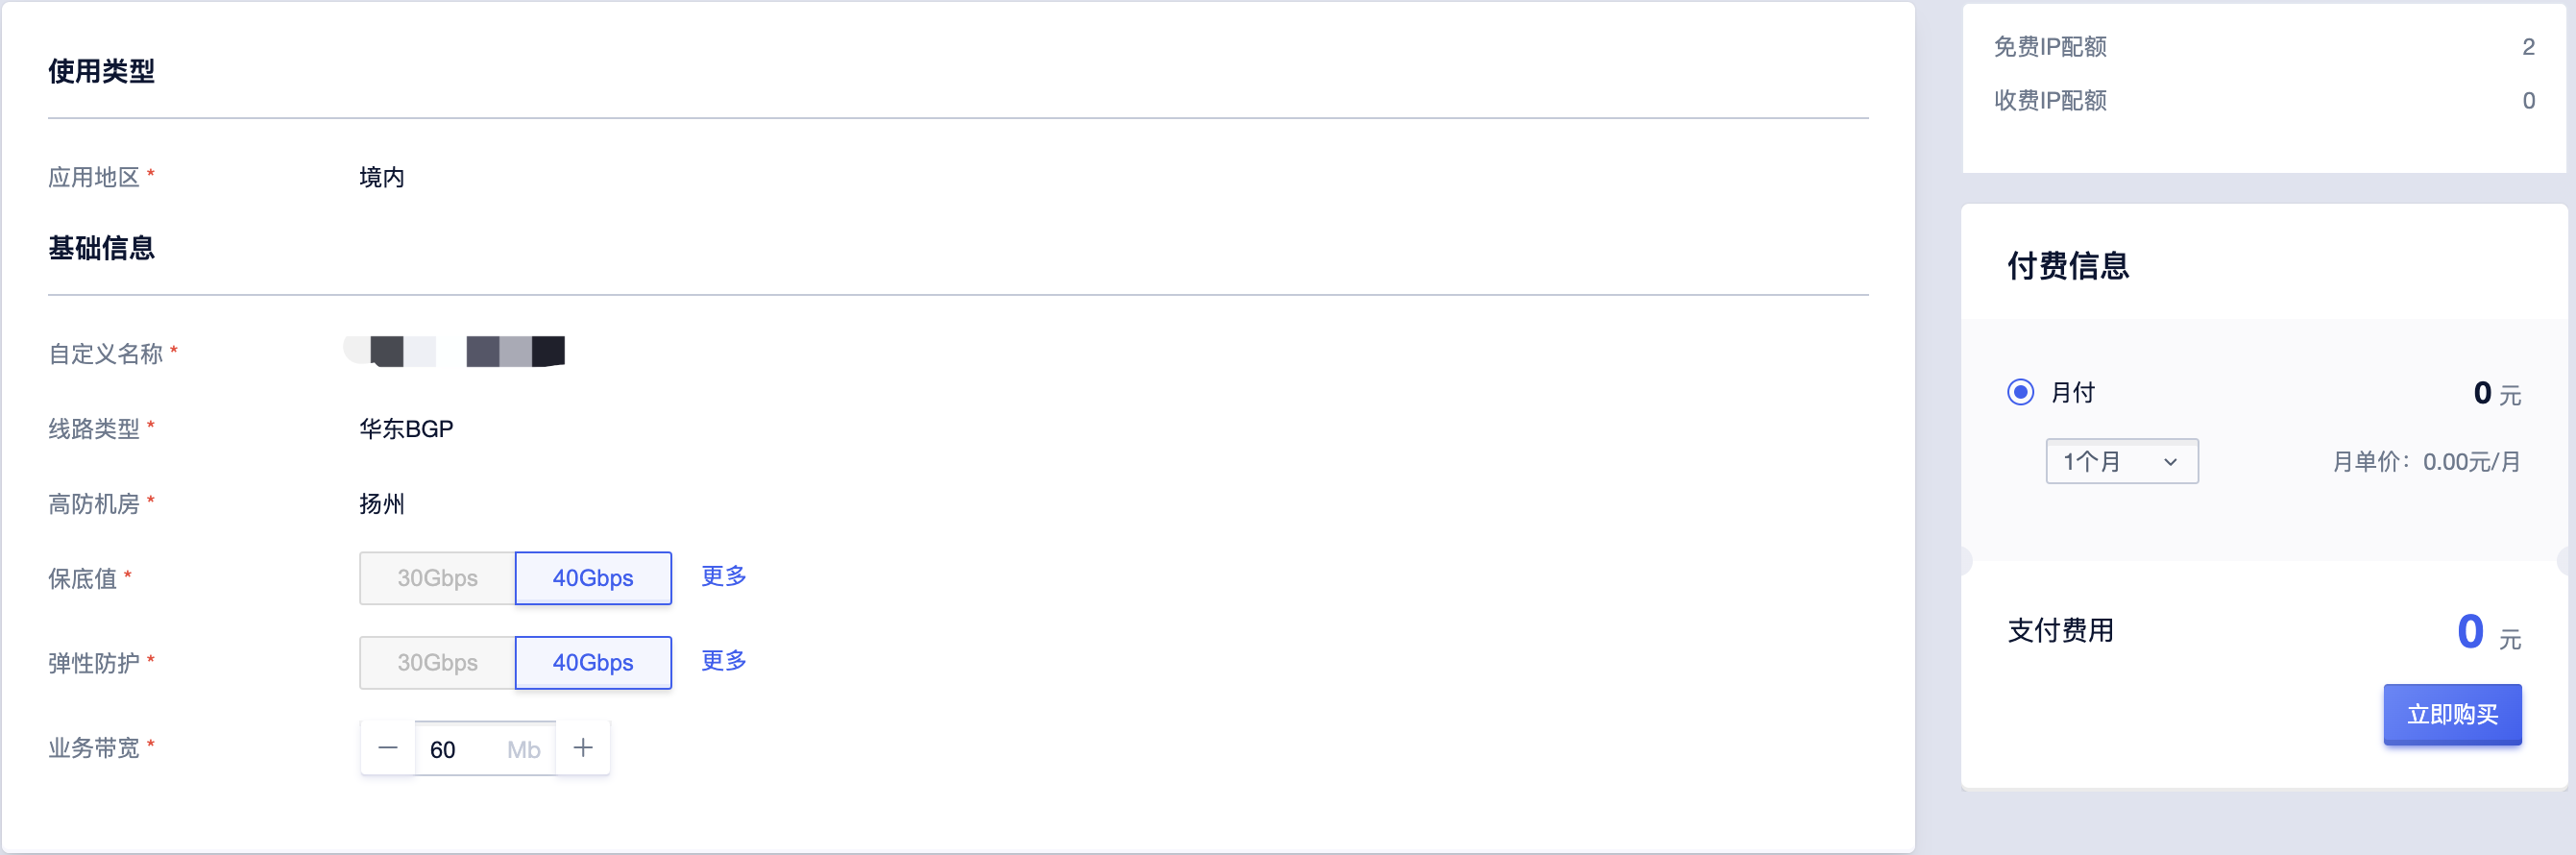 使用类型
应用地区 * 境内
基础信息
自定义名称 *
线路类型 * 华东BGP
高防机房 * 扬州
保底值 * 30Gbps 40Gbps 更多
弹性防护 * 30Gbps 40Gbps 更多
业务带宽 * － 60 Mb ＋
免费IP配额 2
收费IP配额 0
付费信息
月付 0 元
1个月 月单价：0.00元/月
支付费用 0 元
立即购买